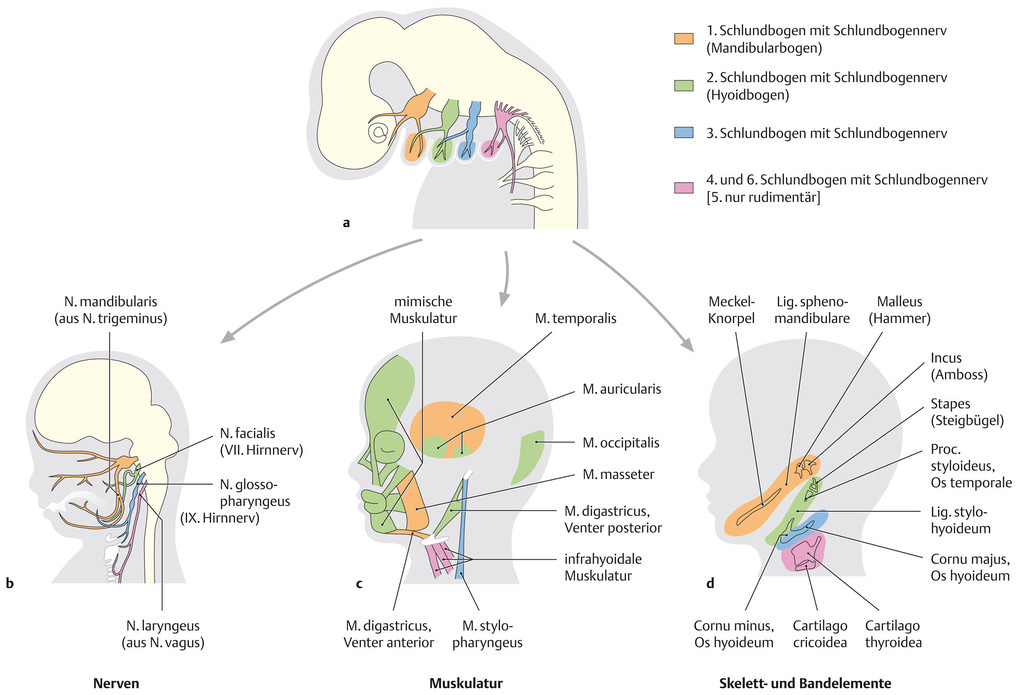 1. Schlundbogen mit Schlundbogennerv
(Mandibularbogen)
2. Schlundbogen mit Schlundbogennerv
(Hyoidbogen)
3. Schlundbogen mit Schlundbogennerv
4. und 6. Schlundbogen mit Schlundbogennerv
[5. nur rudimentär]
a
N. mandibularis
(aus N. trigeminus)
N. facialis
(VII. Hirnnerv)
N. glosso-
pharyngeus
(IX. Hirnnerv)
b
N. laryngeus
(aus N. vagus)
Nerven
mimische
Muskulatur
M. temporalis
M. auricularis
M. occipitalis
M. masseter
M. digastricus,
Venter posterior
infrahyoidale
Muskulatur
c
M. digastricus,
Venter anterior
M. stylo-
pharyngeus
Muskulatur
Meckel-
Knorpel
Lig. spheno-
mandibulare
Malleus
(Hammer)
Incus
(Amboss)
Stapes
(Steigbügel)
Proc.
styloideus,
Os temporale
Lig. stylo-
hyoideum
Cornu majus,
Os hyoideum
d
Cornu minus,
Os hyoideum
Cartilago
cricoidea
Cartilago
thyroidea
Skelett- und Bandelemente